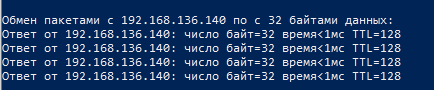 Обмен пакетами с 192.168.136.140 по с 32 байтами данных:
Ответ от 192.168.136.140: число байт=32 время<1мс TTL=128
Ответ от 192.168.136.140: число байт=32 время<1мс TTL=128
Ответ от 192.168.136.140: число байт=32 время<1мс TTL=128
Ответ от 192.168.136.140: число байт=32 время<1мс TTL=128